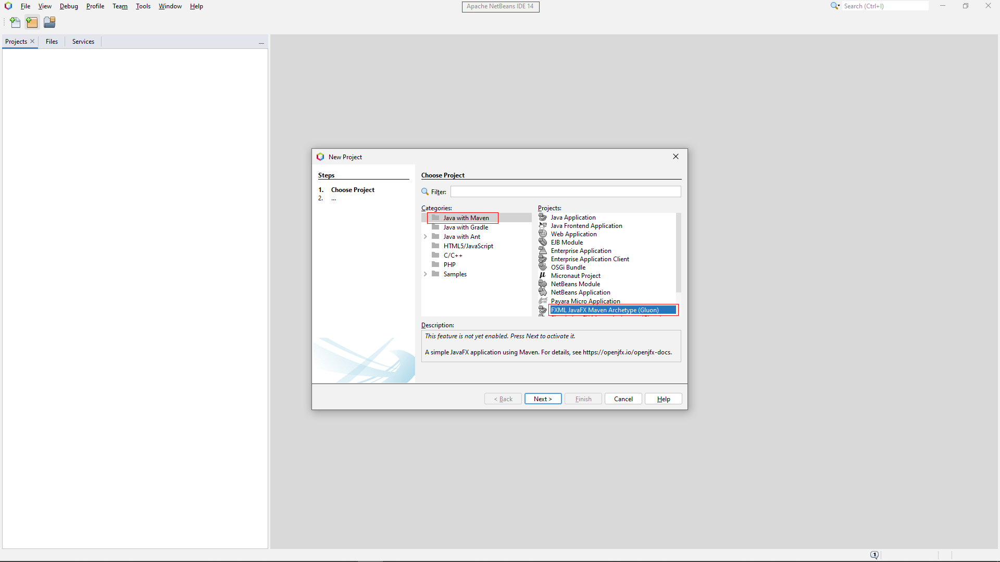 File View Debug Profile Team Tools Window Help
Apache NetBeans IDE 14
Search (Ctrl+I)
Projects Files Services
New Project
Steps
1. Choose Project
2. ...
Choose Project
Filter:
Categories:
Java with Maven
Java with Gradle
Java with Ant
HTML5/JavaScript
C/C++
PHP
Samples
Projects:
Java Application
Java Frontend Application
Web Application
EJB Module
Enterprise Application
Enterprise Application Client
OSGi Bundle
Micronaut Project
NetBeans Module
NetBeans Application
Payara Micro Application
FXML JavaFX Maven Archetype (Gluon)
Description:
This feature is not yet enabled. Press Next to activate it.
A simple JavaFX application using Maven. For details, see https://openjfx.io/openjfx-docs.
< Back Next > Finish Cancel Help
1